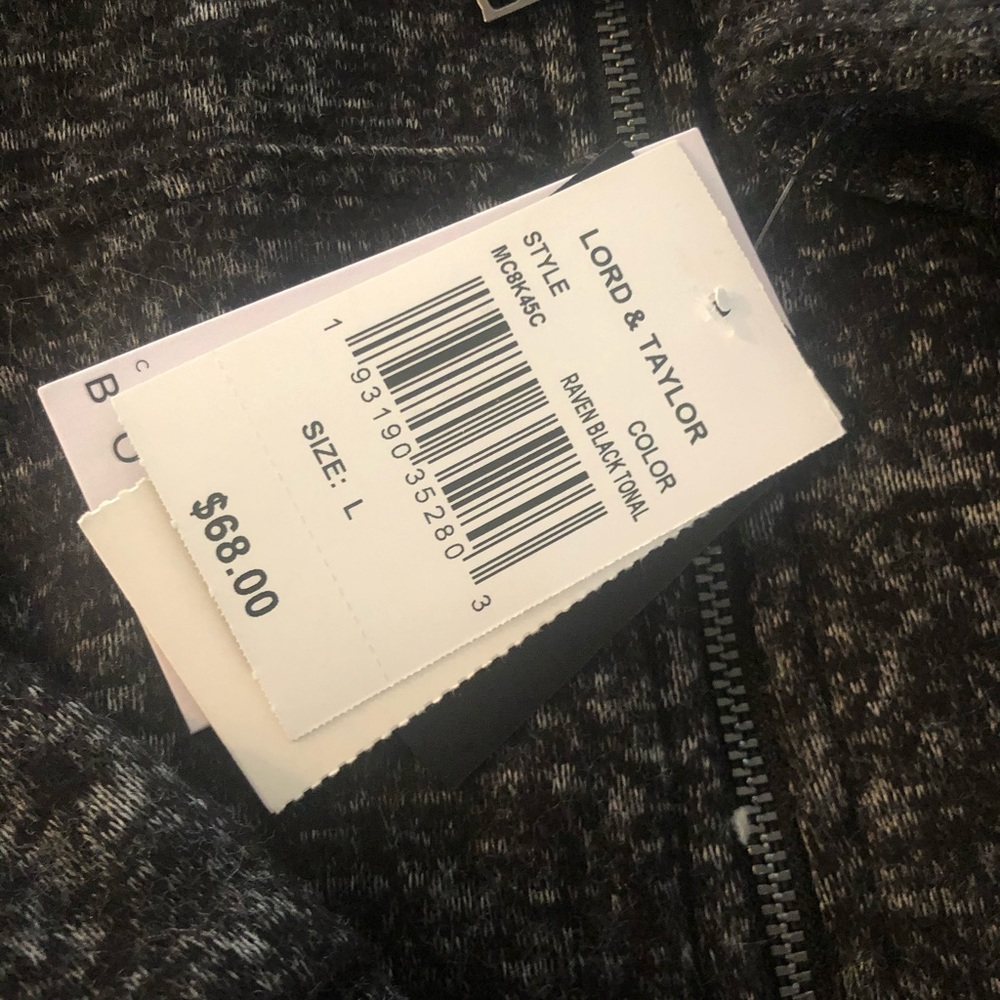 LORD & TAYLOR
STYLE
MC8K45C
COLOR
RAVEN BLACK TONAL
1 93190 35280 3
SIZE: L
$68.00
C
B
O